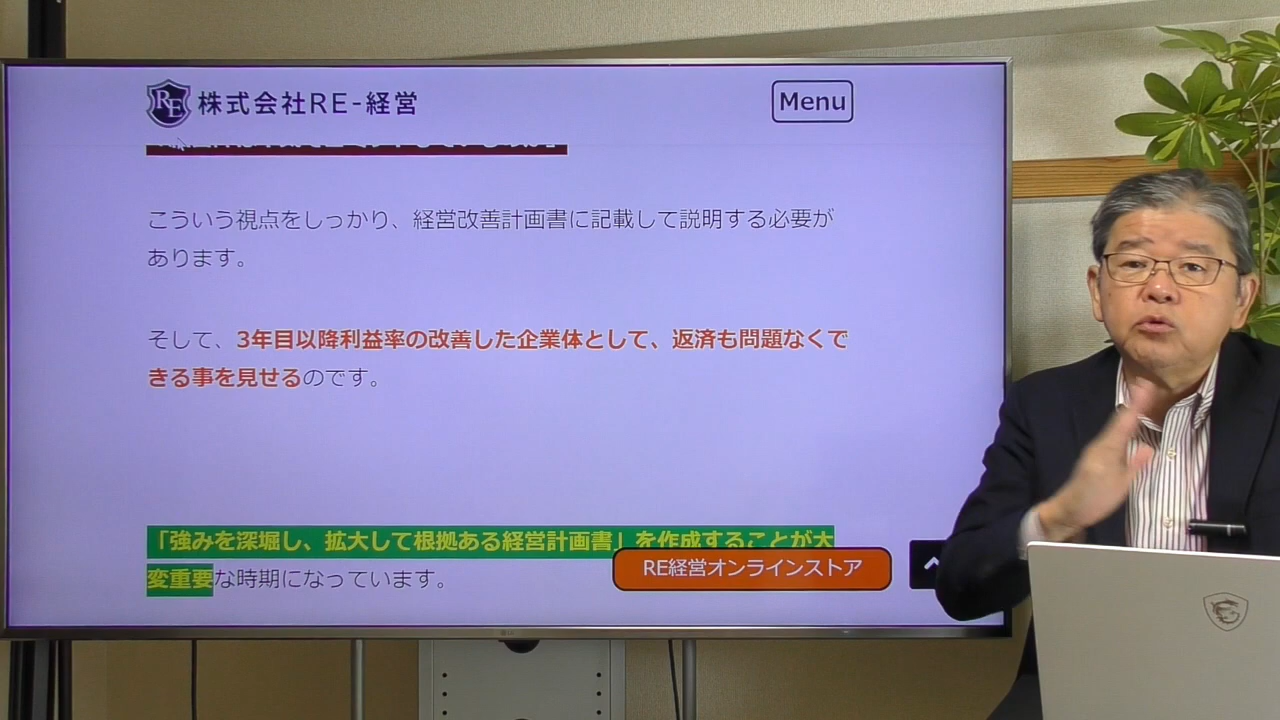 RE 株式会社RE-経営
Menu
こういう視点をしっかり、経営改善計画書に記載して説明する必要が
あります。
そして、3年目以降利益率の改善した企業体として、返済も問題なくで
きる事を見せるのです。
「強みを深堀し、拡大して根拠ある経営計画書」を作成することが大
変重要な時期になっています。
RE経営オンラインストア